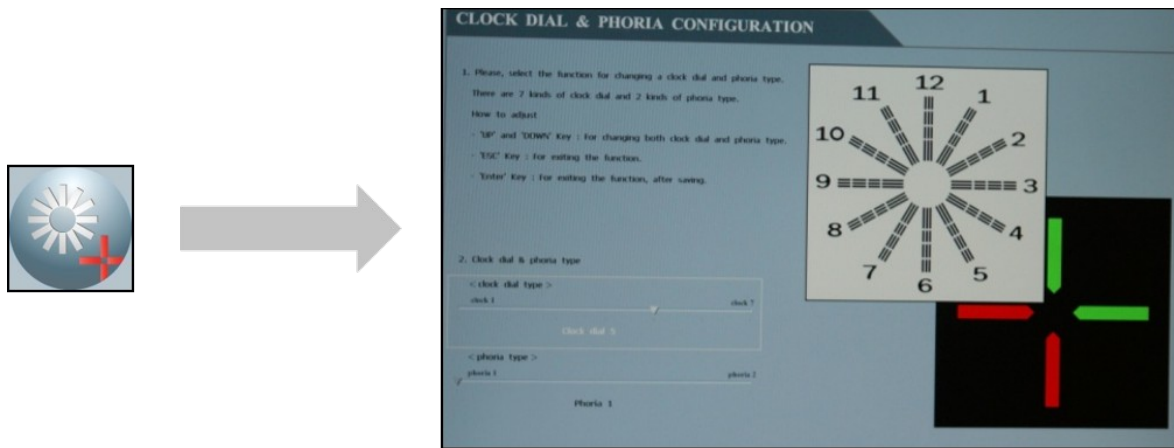 CLOCK DIAL & PHORIA CONFIGURATION
1. Please, select the function for changing a clock dial and phoria type.
There are 7 kinds of clock dial and 2 kinds of phoria type.
How to adjust
- 'UP' and 'DOWN' Key : For changing both clock dial and phoria type.
- 'ESC' Key : For exiting the function.
- 'Enter' Key : For exiting the function, after saving.
2. Clock dial & phoria type
< clock dial type >
clock 1 clock 7
Clock dial 5
< phoria type >
phoria 1 phoria 2
Phoria 1
12
11 1
10 2
9 3
8 4
7 5
6